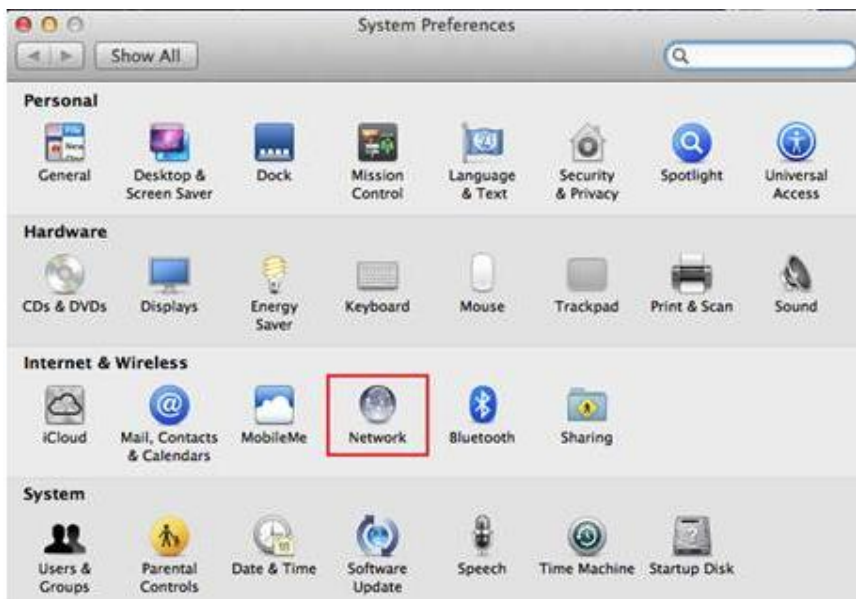 System Preferences
Show All
Personal
General
Desktop &
Screen Saver
Dock
Mission
Control
Language
& Text
Security
& Privacy
Spotlight
Universal
Access
Hardware
CDs & DVDs
Displays
Energy
Saver
Keyboard
Mouse
Trackpad
Print & Scan
Sound
Internet & Wireless
iCloud
Mail, Contacts
& Calendars
MobileMe
Network
Bluetooth
Sharing
System
Users &
Groups
Parental
Controls
Date & Time
Software
Update
Speech
Time Machine
Startup Disk